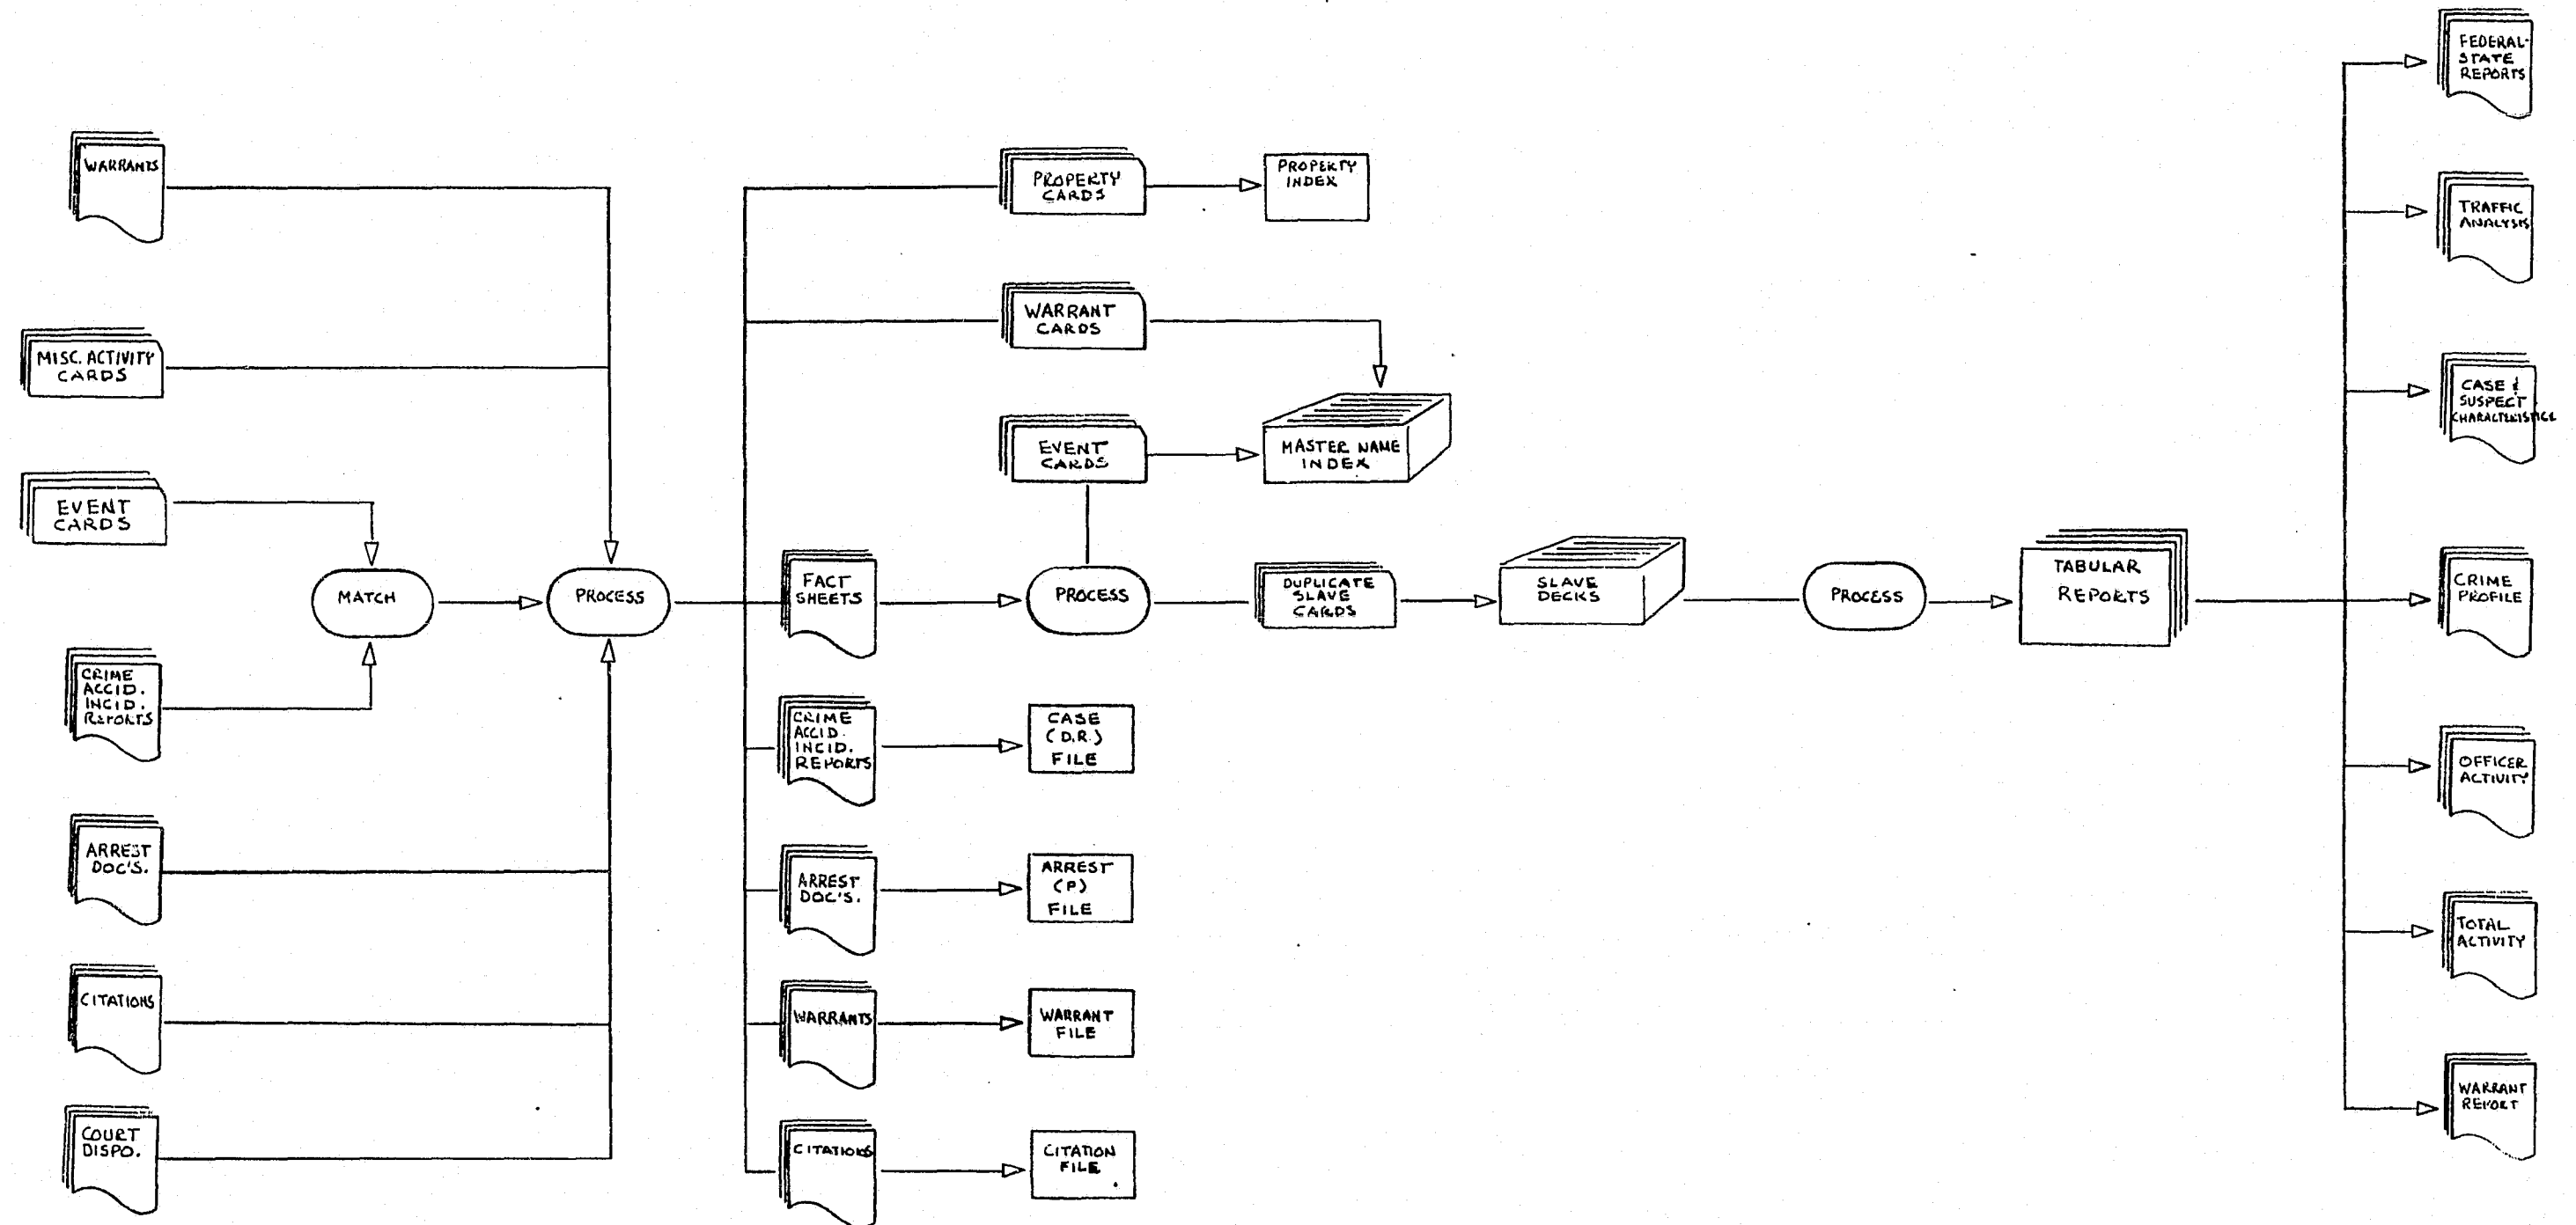 WARRANTS
MISC. ACTIVITY
CARDS
EVENT
CARDS
CRIME
ACCID.
INCID.
REPORTS
ARREST
DOC'S.
CITATIONS
COURT
DISPO.
MATCH
PROCESS
PROPERTY
CARDS
PROPERTY
INDEX
WARRANT
CARDS
EVENT
CARDS
MASTER NAME
INDEX
FACT
SHEETS
PROCESS
DUPLICATE
SLAVE
CARDS
SLAVE
DECKS
PROCESS
TABULAR
REPORTS
CRIME
ACCID.
INCID.
REPORTS
CASE
(D.R.)
FILE
ARREST
DOC'S.
ARREST
(P)
FILE
WARRANTS
WARRANT
FILE
CITATIONS
CITATION
FILE
FEDERAL-
STATE
REPORTS
TRAFFIC
ANALYSIS
CASE &
SUSPECT
CHARACTERISTICS
CRIME
PROFILE
OFFICER
ACTIVITY
TOTAL
ACTIVITY
WARRANT
REPORT